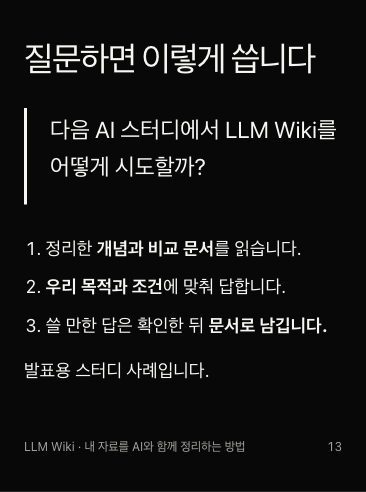 질문하면 이렇게 씁니다
다음 AI 스터디에서 LLM Wiki를
어떻게 시도할까?
1. 정리한 개념과 비교 문서를 읽습니다.
2. 우리 목적과 조건에 맞춰 답합니다.
3. 쓸 만한 답은 확인한 뒤 문서로 남깁니다.
발표용 스터디 사례입니다.
LLM Wiki · 내 자료를 AI와 함께 정리하는 방법 13